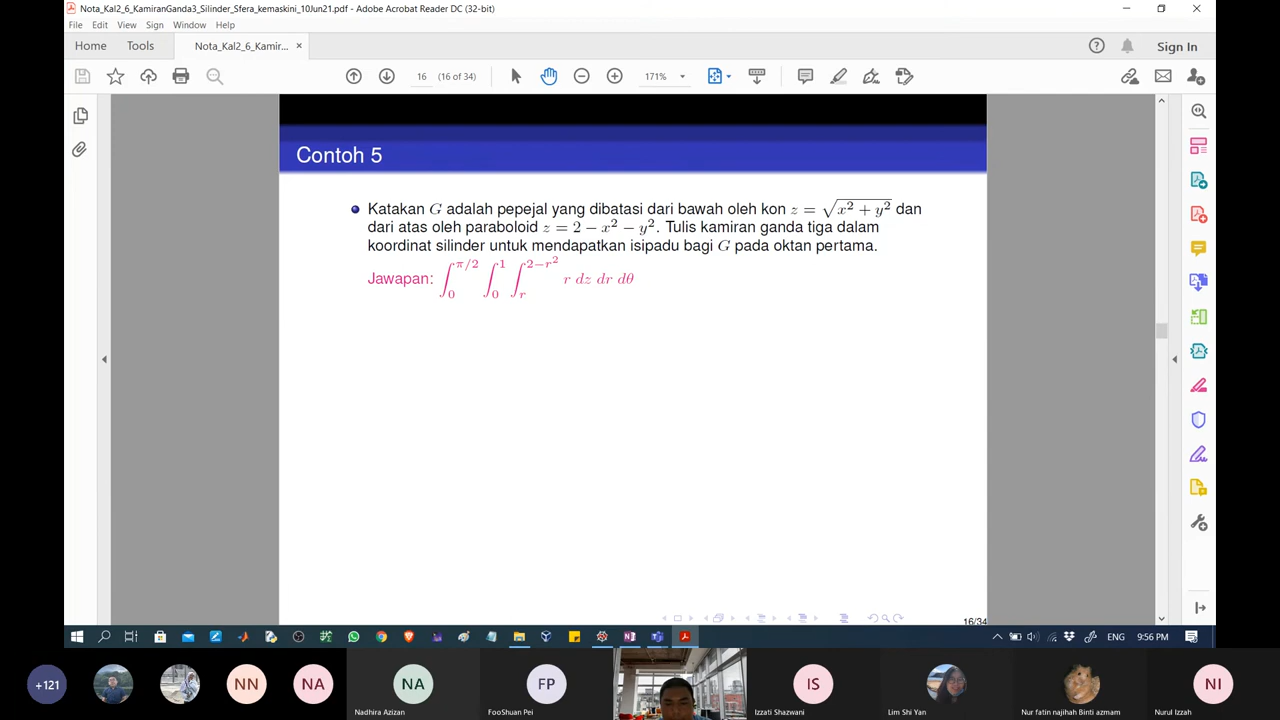 Nota_Kal2_6_KamiranGanda3_Silinder_Sfera_kemaskini_10Jun21.pdf - Adobe Acrobat Reader DC (32-bit)
File Edit View Sign Window Help
Home Tools Nota_Kal2_6_Kamir... × Sign In
16 (16 of 34) 171%
Contoh 5
Katakan G adalah pepejal yang dibatasi dari bawah oleh kon z = √(x² + y²) dan
dari atas oleh paraboloid z = 2 − x² − y². Tulis kamiran ganda tiga dalam
koordinat silinder untuk mendapatkan isipadu bagi G pada oktan pertama.
Jawapan: ∫₀^{π/2} ∫₀^1 ∫_r^{2−r²} r dz dr dθ
16/34
ENG 9:56 PM
+121 NN NA NA FP IS NI
Nadhira Azizan FooShuan Pei Izzati Shazwani Lim Shi Yan Nur fatin najihah Binti azmam Nurul Izzah